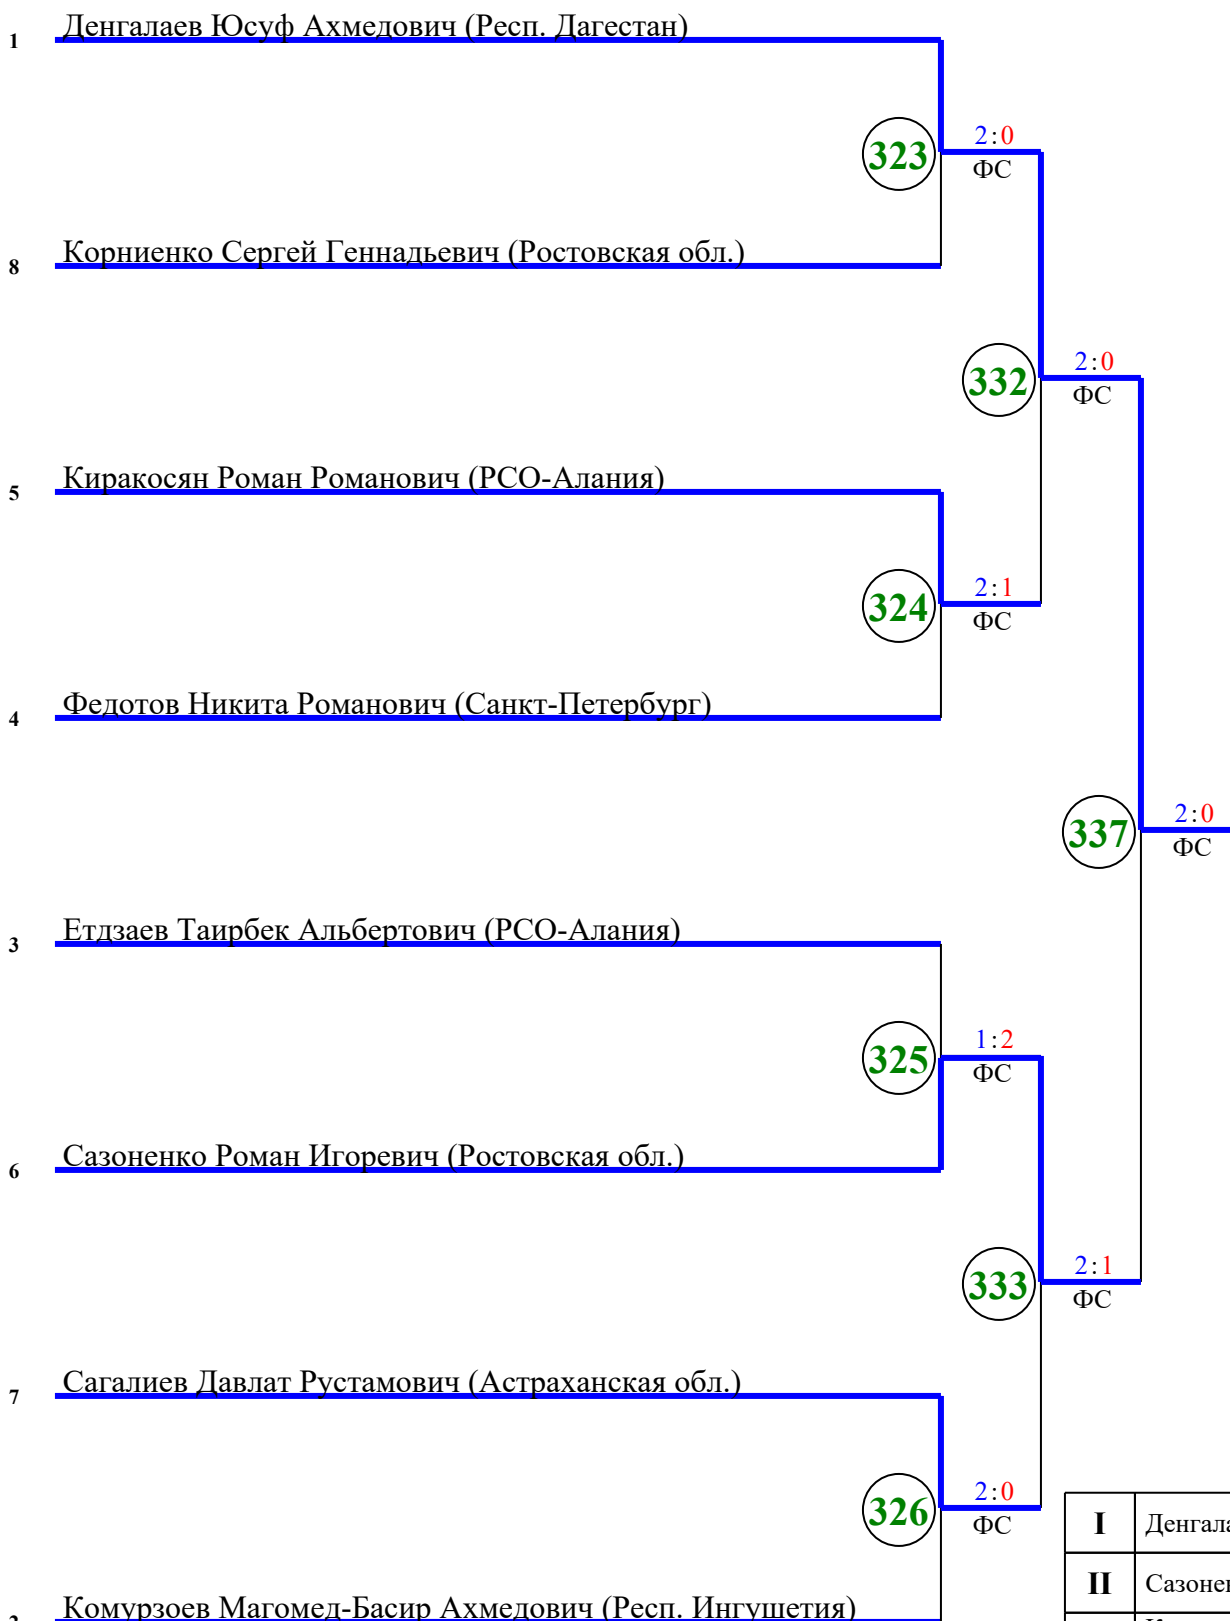 Денгалаев Юсуф Ахмедович (Респ. Дагестан)
1
2:0
323
ФС
Корниенко Сергей Геннадьевич (Ростовская обл.)
8
2:0
332
ФС
Киракосян Роман Романович (РСО-Алания)
5
2:1
324
ФС
Федотов Никита Романович (Санкт-Петербург)
4
2:0
337
ФС
Етдзаев Таирбек Альбертович (РСО-Алания)
3
1:2
325
ФС
Сазоненко Роман Игоревич (Ростовская обл.)
6
2:1
333
ФС
Сагалиев Давлат Рустамович (Астраханская обл.)
7
2:0
326
ФС
I Денгала
II Сазонен
Комурзоев Магомед-Басир Ахмедович (Респ. Ингушетия)
2